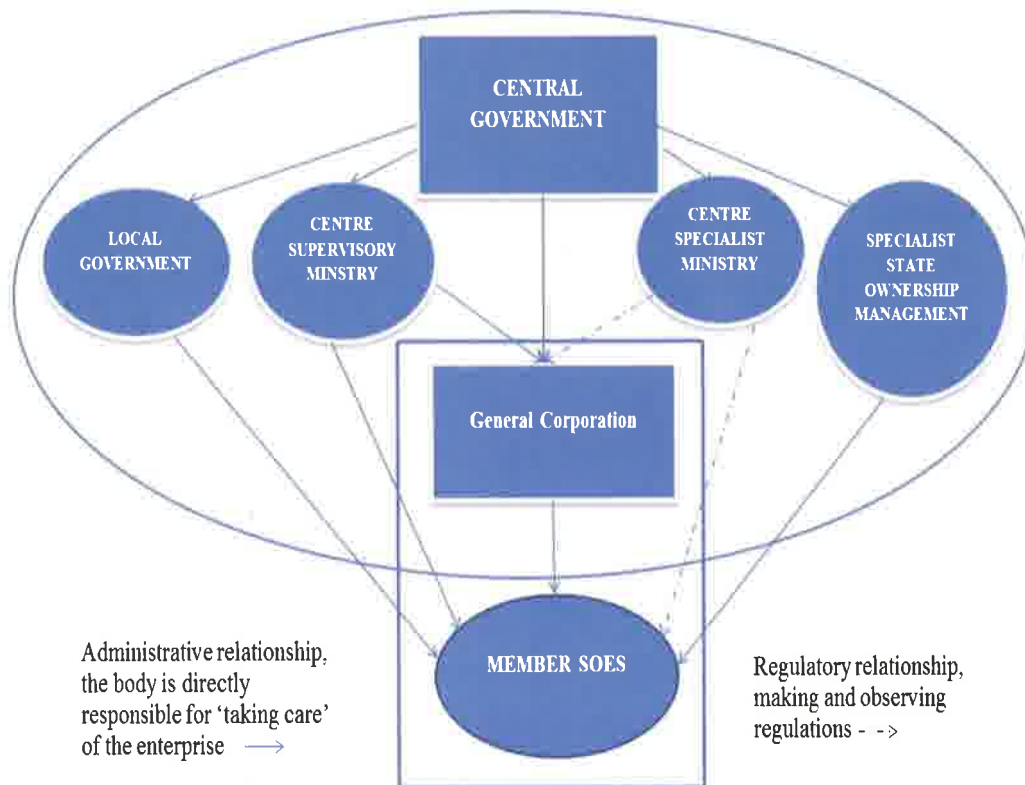 CENTRAL
GOVERNMENT
LOCAL
GOVERNMENT
CENTRE
SUPERVISORY
MINSTRY
CENTRE
SPECIALIST
MINISTRY
SPECIALIST
STATE
OWNERSHIP
MANAGEMENT
General Corporation
MEMBER SOES
Administrative relationship,
the body is directly
responsible for ‘taking care’
of the enterprise
Regulatory relationship,
making and observing
regulations